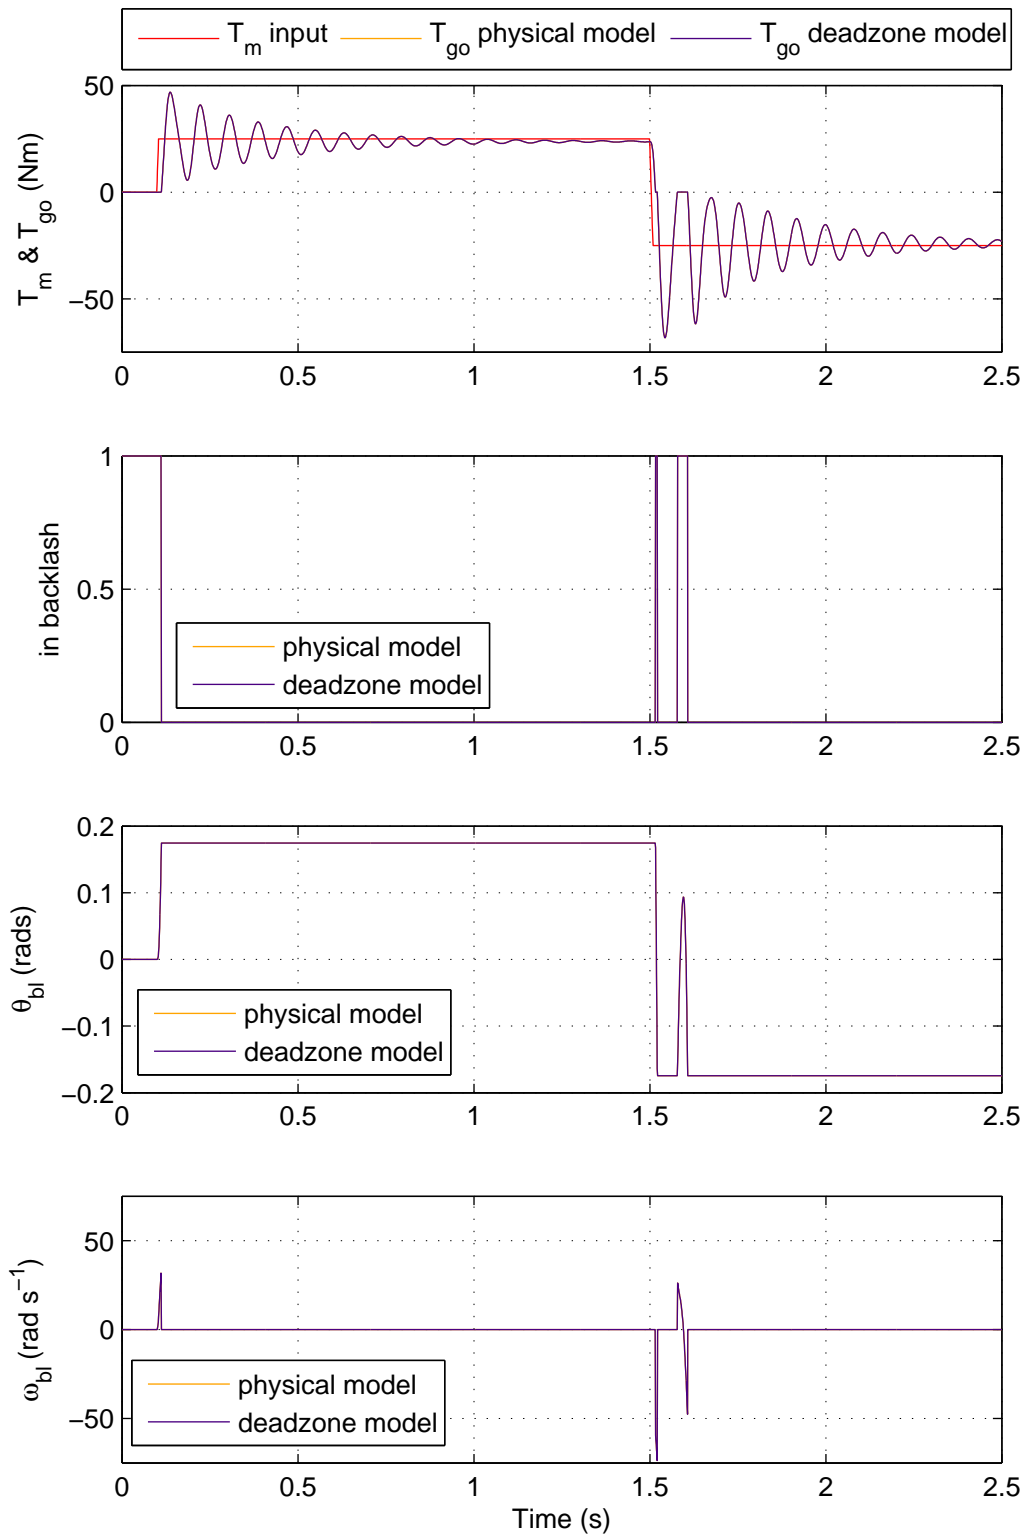 T_m input T_go physical model T_go deadzone model
T_m & T_go (Nm)
50
0
−50
0 0.5 1 1.5 2 2.5
in backlash
1
0.5
0
physical model
deadzone model
0 0.5 1 1.5 2 2.5
θ_bl (rads)
0.2
0.1
0
−0.1
−0.2
physical model
deadzone model
0 0.5 1 1.5 2 2.5
ω_bl (rad s⁻¹)
50
0
−50
physical model
deadzone model
0 0.5 1 1.5 2 2.5
Time (s)